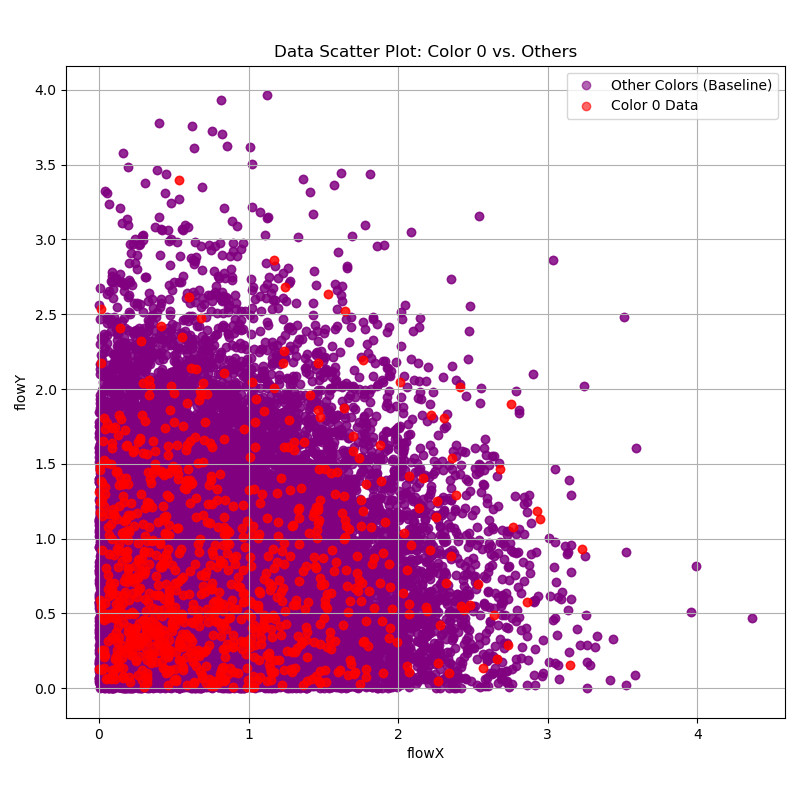 Data Scatter Plot: Color 0 vs. Others
Other Colors (Baseline)
Color 0 Data
flowY
4.0
3.5
3.0
2.5
2.0
1.5
1.0
0.5
0.0
0 1 2 3 4
flowX